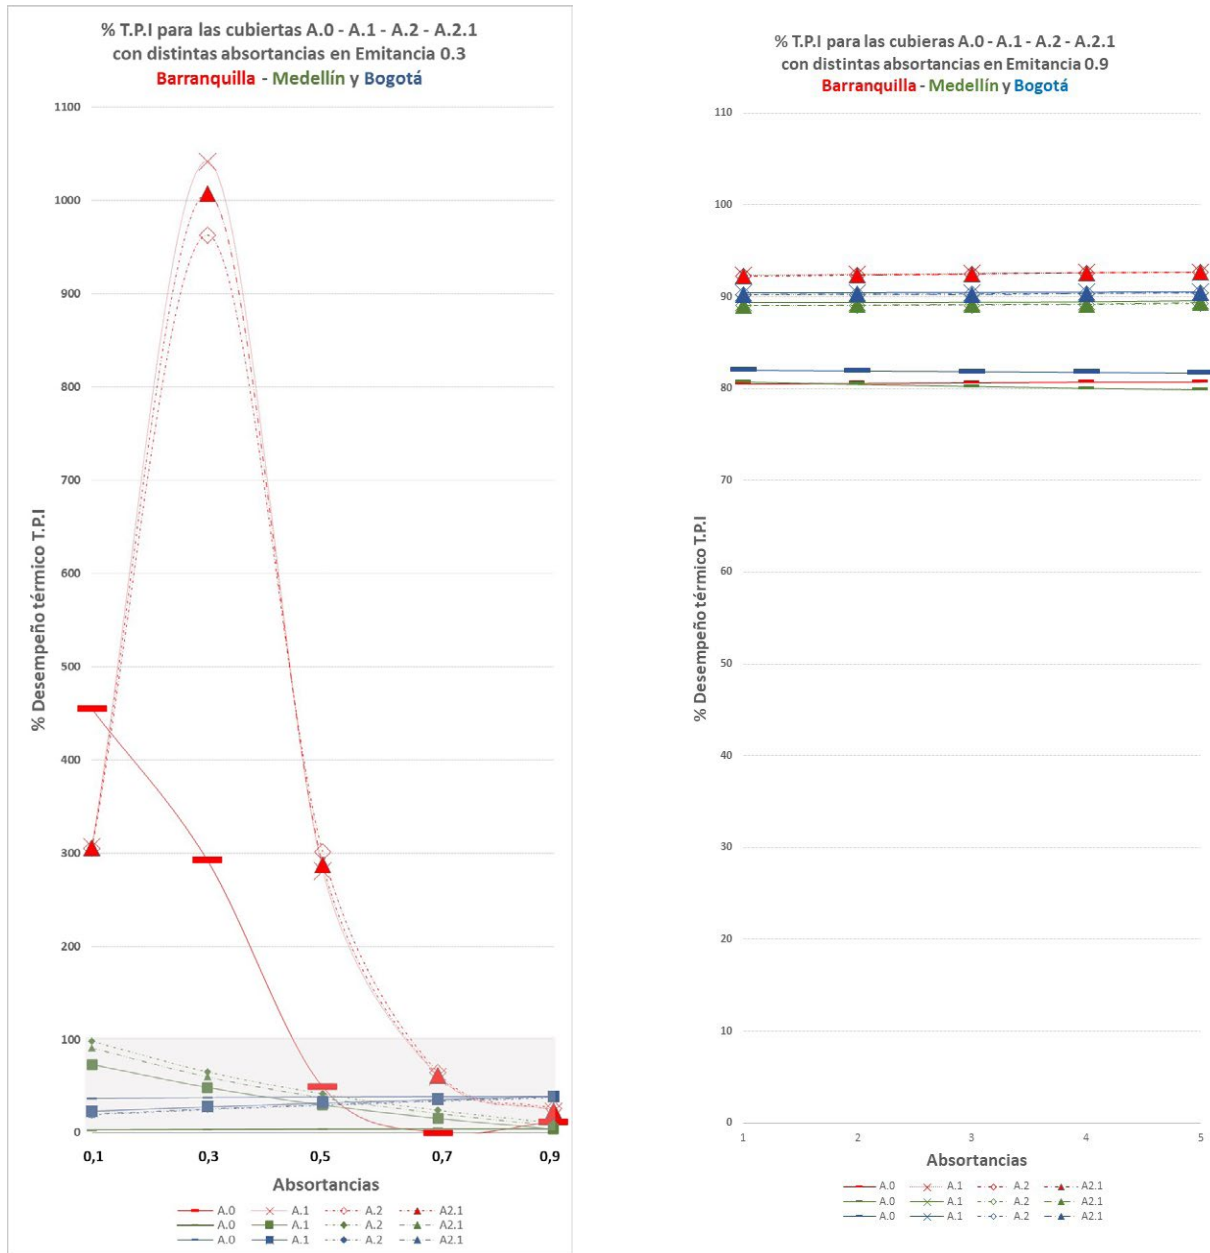 % T.P.I para las cubiertas A.0 - A.1 - A.2 - A.2.1
con distintas absortancias en Emitancia 0.3
Barranquilla - Medellín y Bogotá
1100
1000
900
800
700
600
500
400
300
200
100
0
% Desempeño térmico T.P.I
0,1 0,3 0,5 0,7 0,9
Absortancias
A.0 A.1 A.2 A2.1
A.0 A.1 A.2 A2.1
A.0 A.1 A.2 A2.1
% T.P.I para las cubieras A.0 - A.1 - A.2 - A.2.1
con distintas absortancias en Emitancia 0.9
Barranquilla - Medellín y Bogotá
110
100
90
80
70
60
50
40
30
20
10
0
% Desempeño térmico T.P.I
1 2 3 4 5
Absortancias
A.0 A.1 A.2 A2.1
A.0 A.1 A.2 A2.1
A.0 A.1 A.2 A2.1